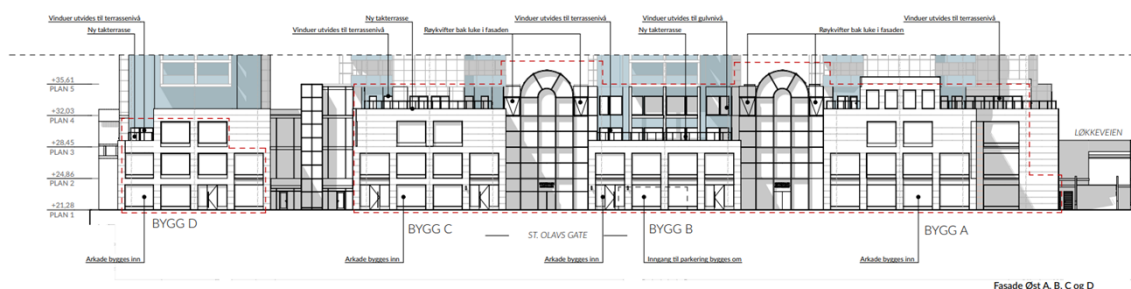 Vinduer utvides til terrassenivå
Ny takterrasse
Ny takterrasse
Vinduer utvides til terrassenivå
Røykvifter bak luke i fasaden
Vinduer utvides til terrassenivå
Vinduer utvides til gulvnivå
Ny takterrasse
Vinduer utvides til terrassenivå
Røykvifter bak luke i fasaden
+35,61
PLAN 5
+32,03
PLAN 4
+28,45
PLAN 3
+24,86
PLAN 2
+21,28
PLAN 1
LØKKEVEIEN
BYGG D
BYGG C
ST. OLAVS GATE
BYGG B
BYGG A
Arkade bygges inn
Arkade bygges inn
Arkade bygges inn
Inngang til parkering bygges om
Arkade bygges inn
Fasade Øst A, B, C og D